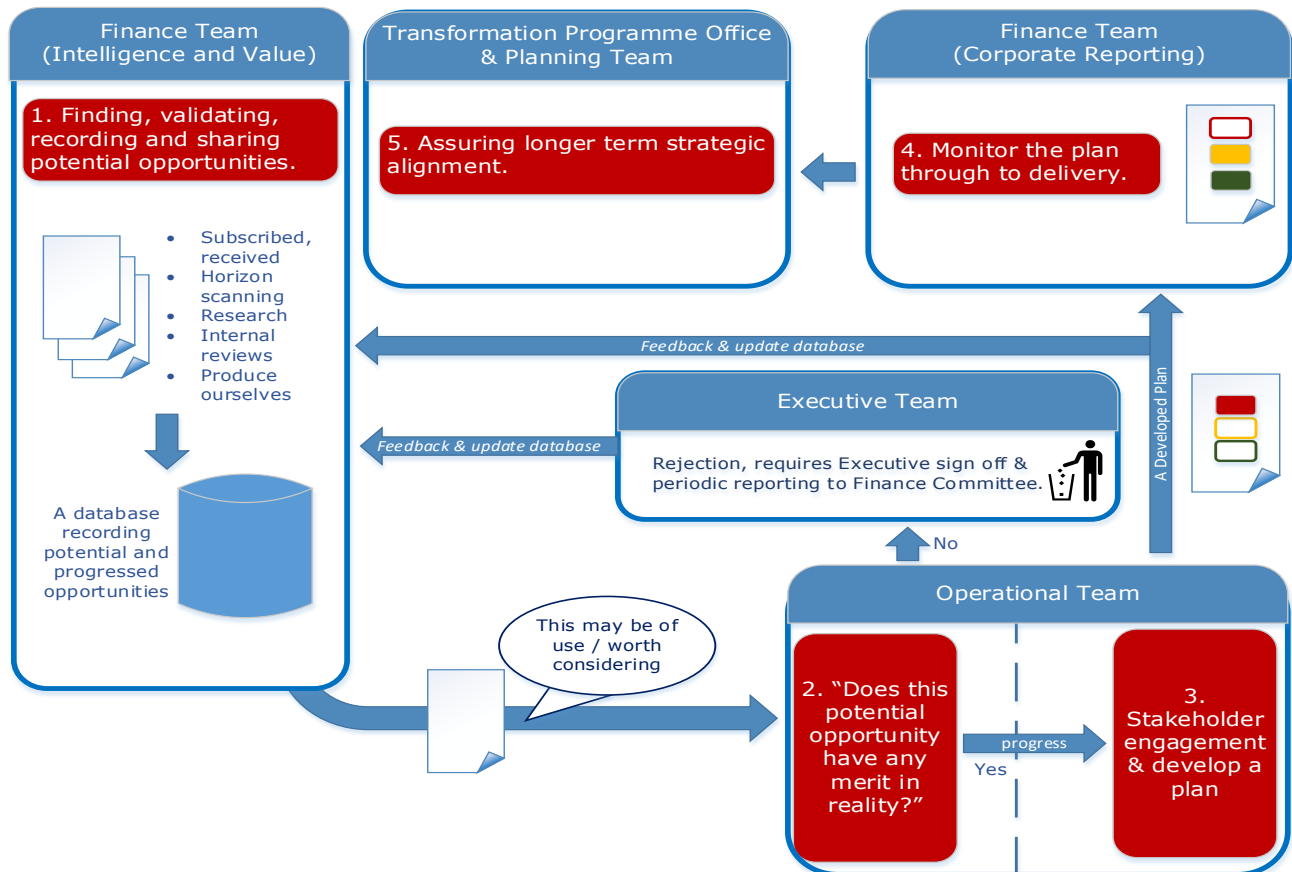 Finance Team
(Intelligence and Value)
1. Finding, validating,
recording and sharing
potential opportunities.
• Subscribed,
received
• Horizon
scanning
• Research
• Internal
reviews
• Produce
ourselves
A database
recording
potential and
progressed
opportunities
Transformation Programme Office
& Planning Team
5. Assuring longer term strategic
alignment.
Finance Team
(Corporate Reporting)
4. Monitor the plan
through to delivery.
Feedback & update database
A Developed Plan
Executive Team
Feedback & update database
Rejection, requires Executive sign off &
periodic reporting to Finance Committee.
No
This may be of
use / worth
considering
Operational Team
2. “Does this
potential
opportunity
have any
merit in
reality?”
progress
Yes
3.
Stakeholder
engagement
& develop a
plan